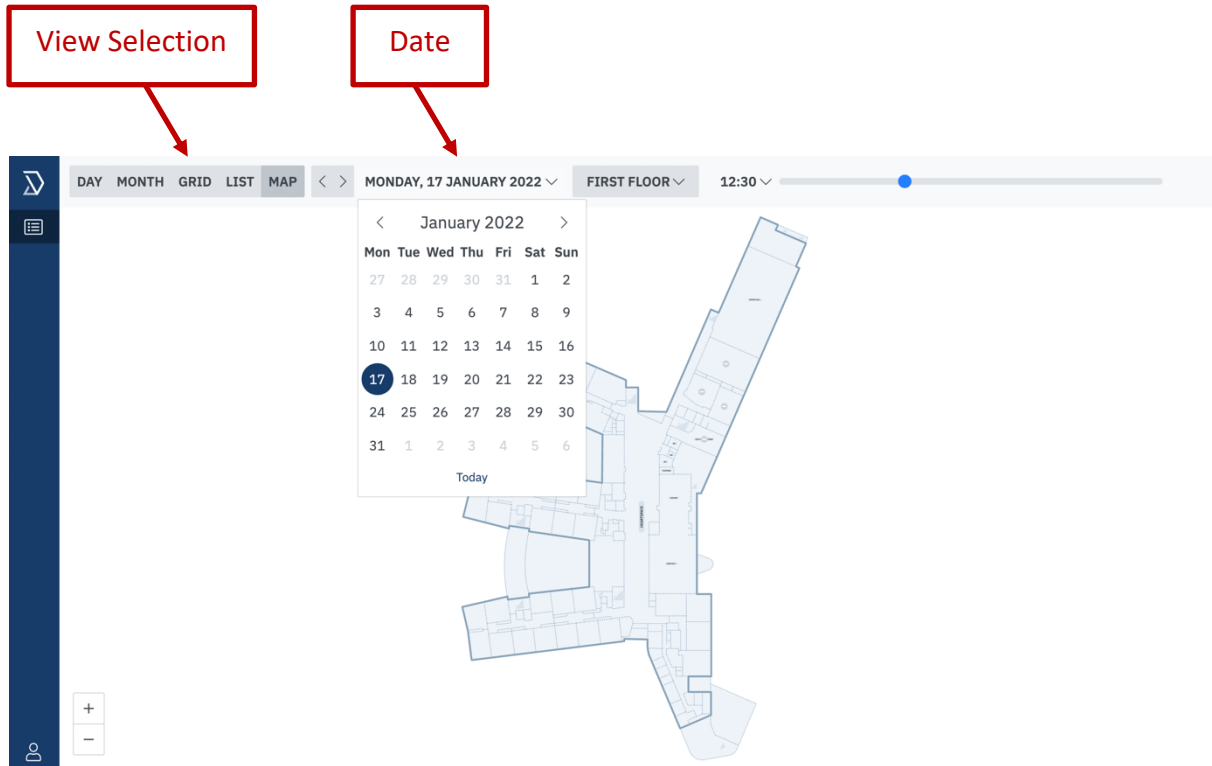 View Selection
Date
DAY MONTH GRID LIST MAP < > MONDAY, 17 JANUARY 2022 FIRST FLOOR 12:30
< January 2022 >
Mon Tue Wed Thu Fri Sat Sun
27 28 29 30 31 1 2
3 4 5 6 7 8 9
10 11 12 13 14 15 16
17 18 19 20 21 22 23
24 25 26 27 28 29 30
31 1 2 3 4 5 6
Today
+
−